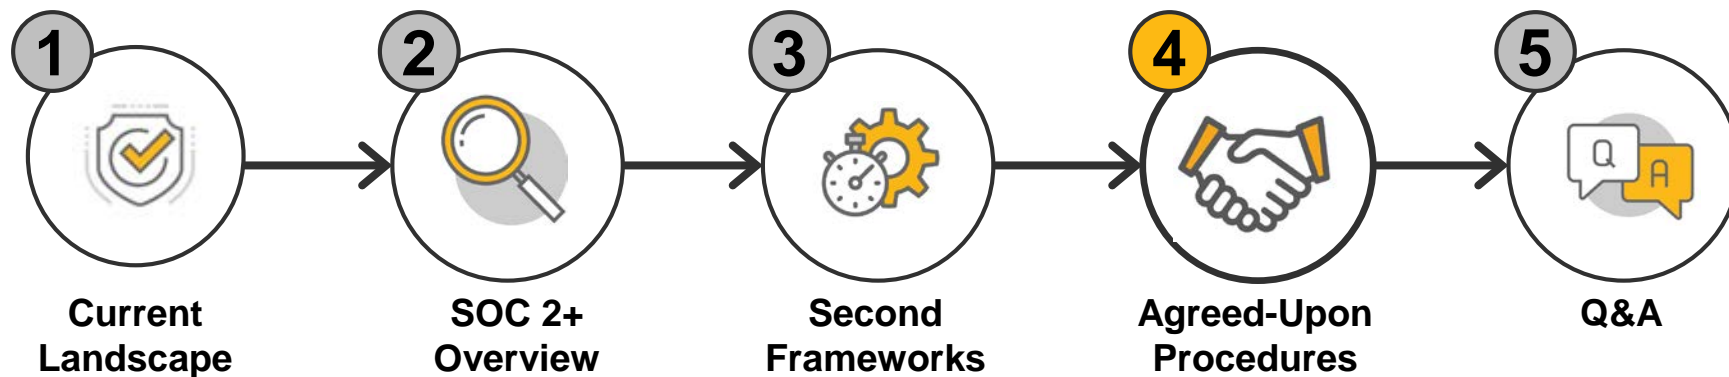 1
2
3
4
5
Q
A
Current
Landscape
SOC 2+
Overview
Second
Frameworks
Agreed-Upon
Procedures
Q&A